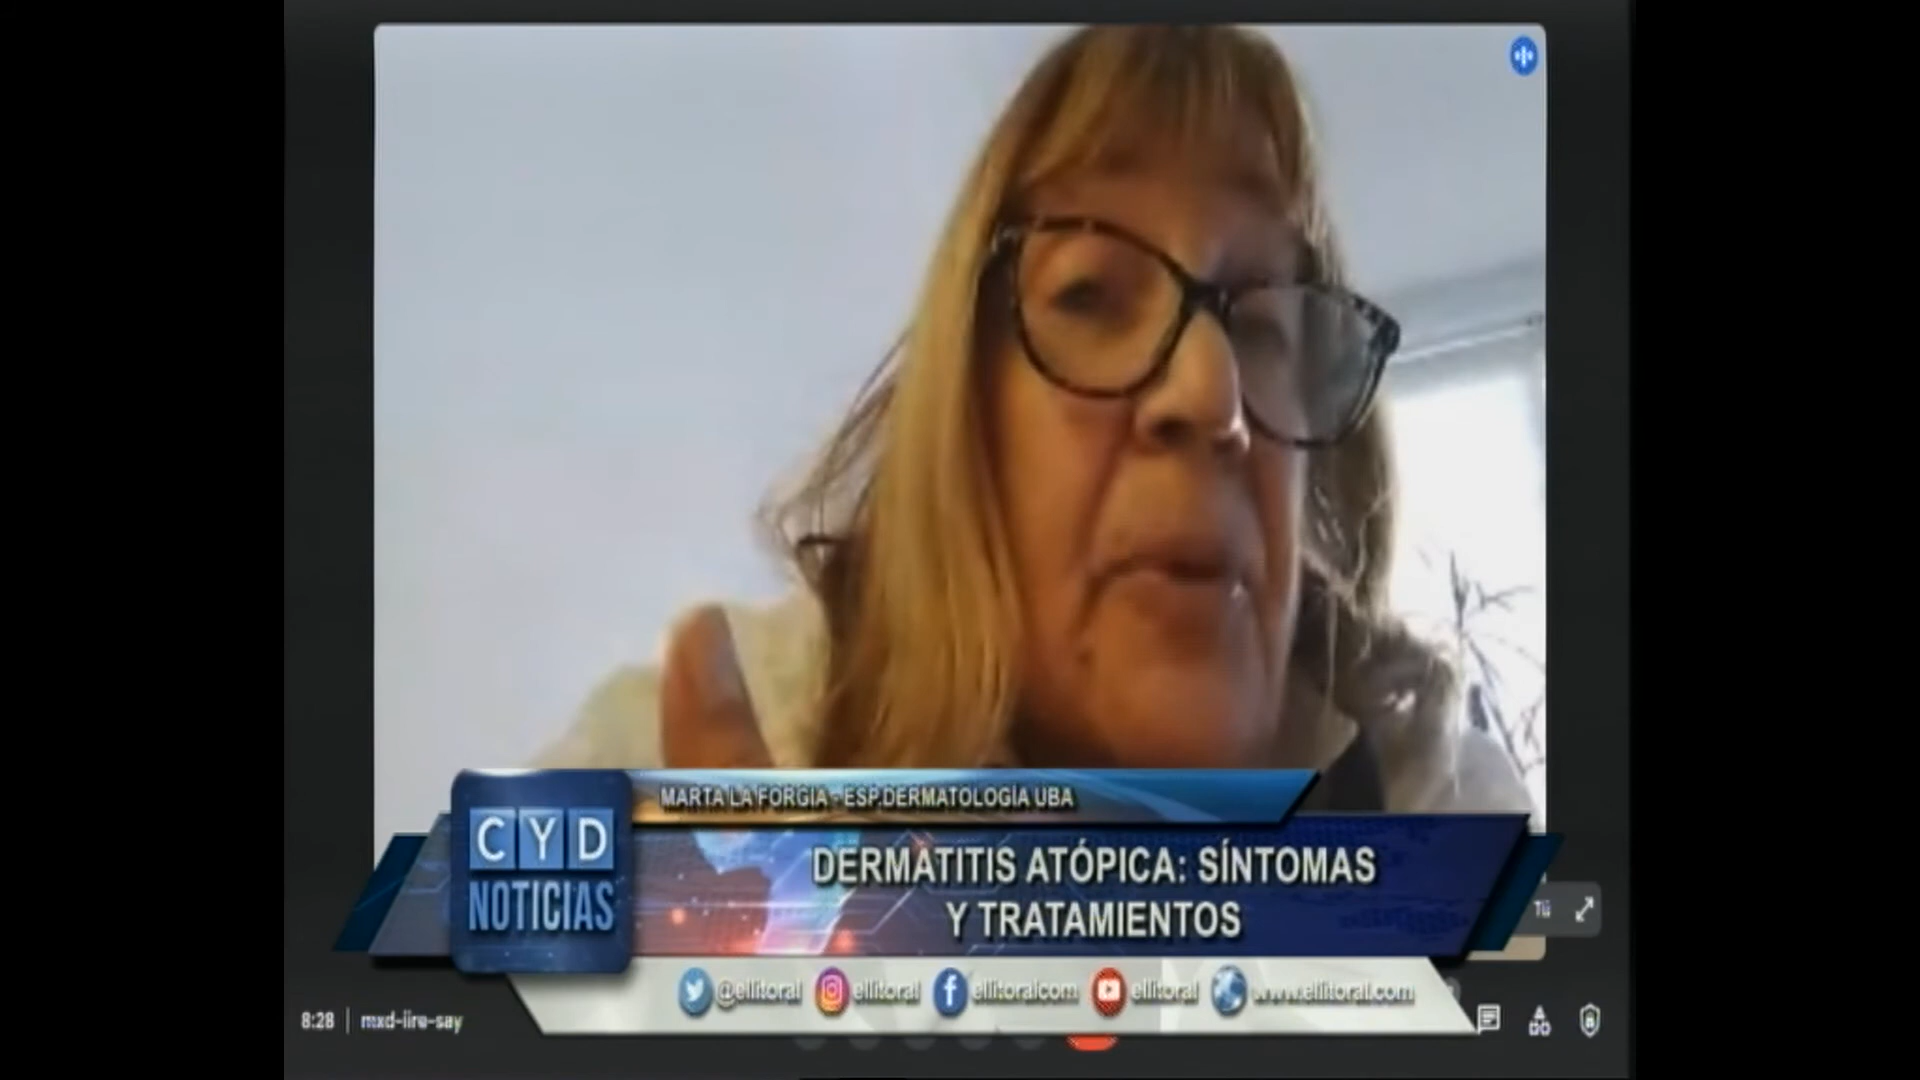 MARTA LA FORGIA - ESP.DERMATOLOGÍA UBA
CYD
NOTICIAS
DERMATITIS ATÓPICA: SÍNTOMAS
Y TRATAMIENTOS
Tú
@ellitoral ellitoral ellitoralcom ellitoral www.ellitoral.com
8:28 | mxd-iire-say